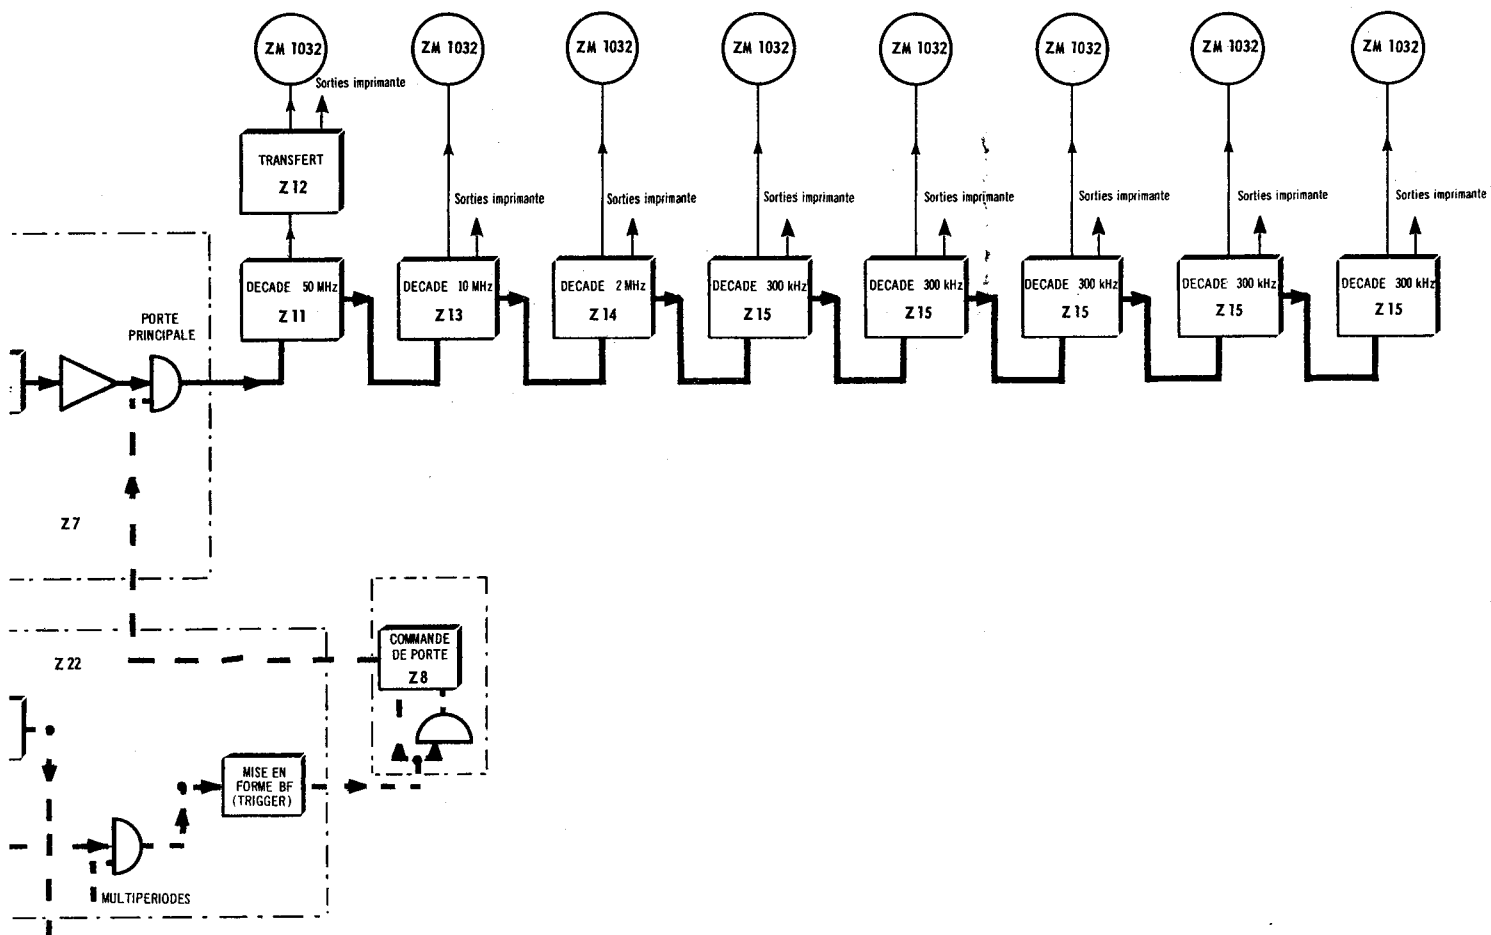 ZM 1032
ZM 1032
ZM 1032
ZM 1032
ZM 1032
ZM 1032
ZM 1032
ZM 1032
Sorties imprimante
TRANSFERT
Z 12
Sorties imprimante
Sorties imprimante
Sorties imprimante
Sorties imprimante
Sorties imprimante
Sorties imprimante
Sorties imprimante
DECADE 50 MHz
Z 11
DECADE 10 MHz
Z 13
DECADE 2 MHz
Z 14
DECADE 300 kHz
Z 15
DECADE 300 kHz
Z 15
DECADE 300 kHz
Z 15
DECADE 300 kHz
Z 15
DECADE 300 kHz
Z 15
PORTE
PRINCIPALE
Z 7
Z 22
COMMANDE
DE PORTE
Z 8
MISE EN
FORME BF
(TRIGGER)
MULTIPERIODES